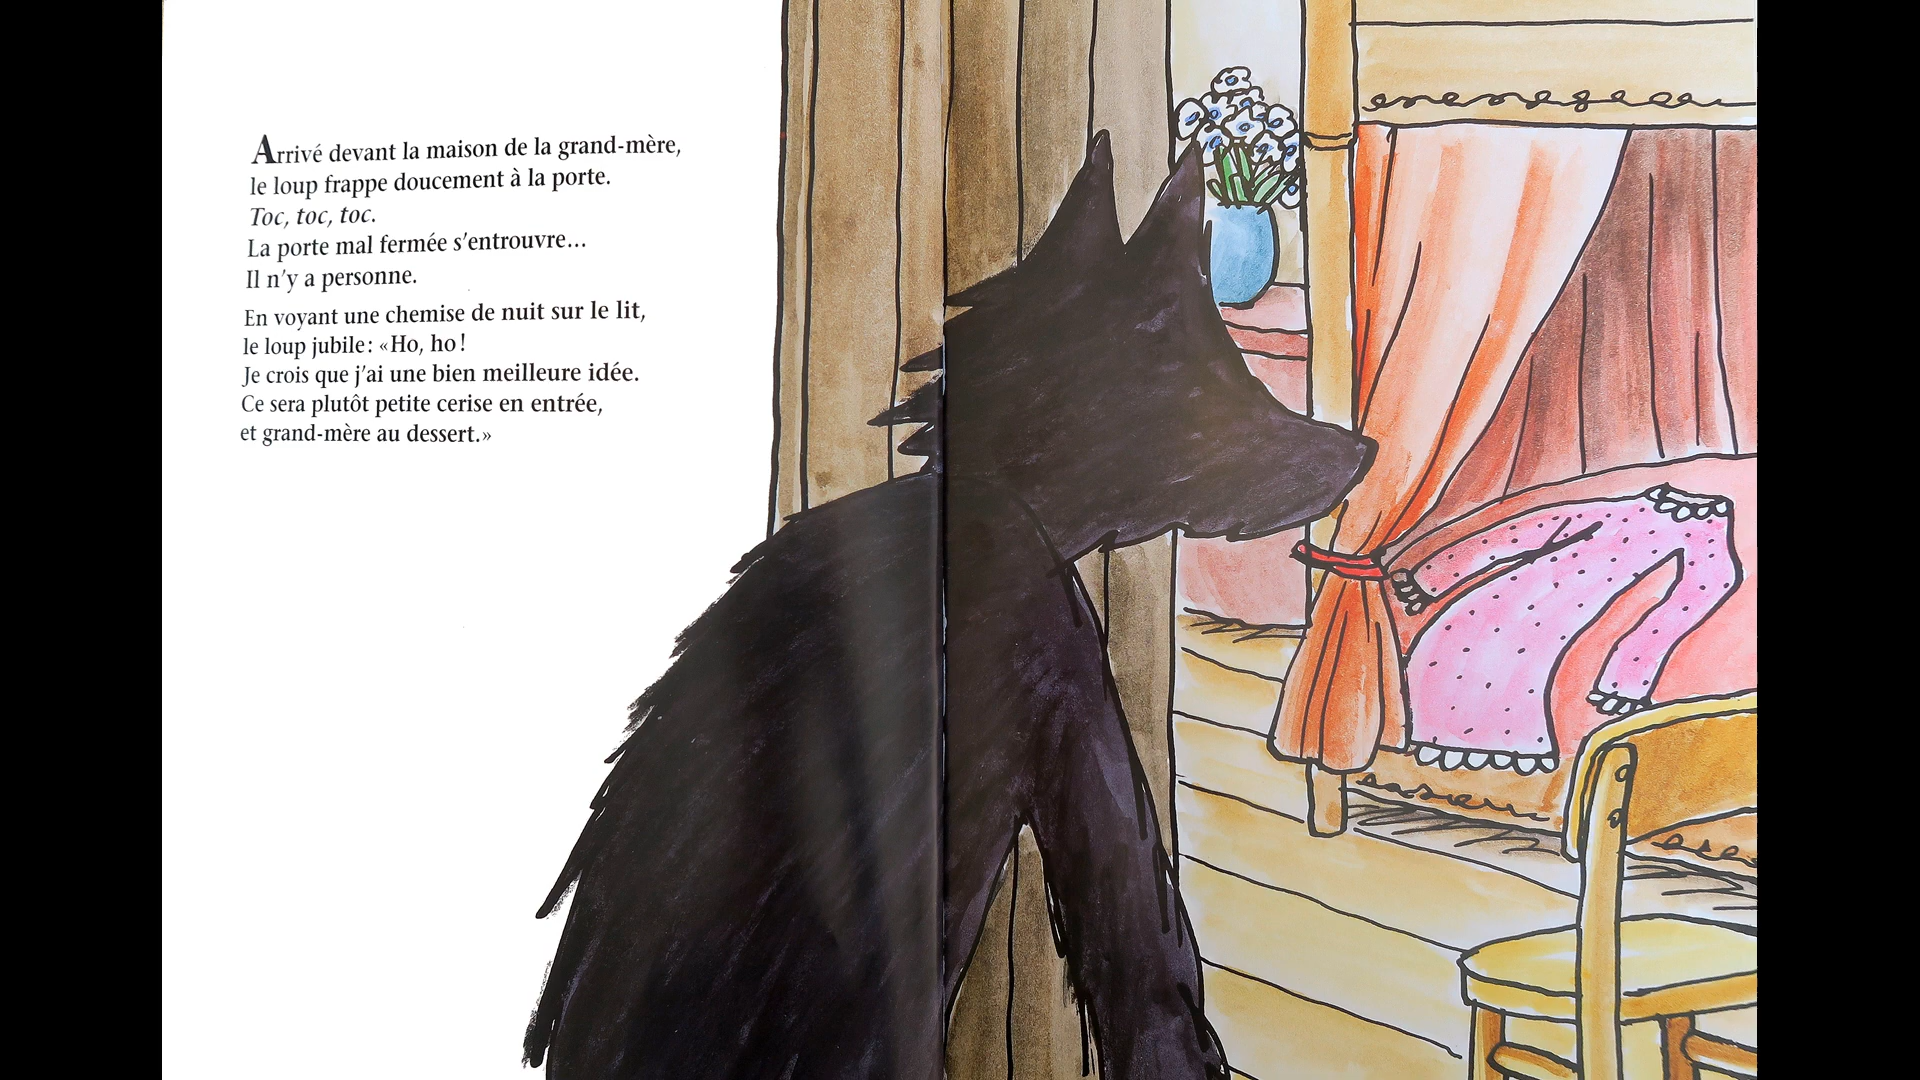 Arrivé devant la maison de la grand-mère,
le loup frappe doucement à la porte.
Toc, toc, toc.
La porte mal fermée s'entrouvre…
Il n'y a personne.
En voyant une chemise de nuit sur le lit,
le loup jubile : «Ho, ho !
Je crois que j'ai une bien meilleure idée.
Ce sera plutôt petite cerise en entrée,
et grand-mère au dessert.»